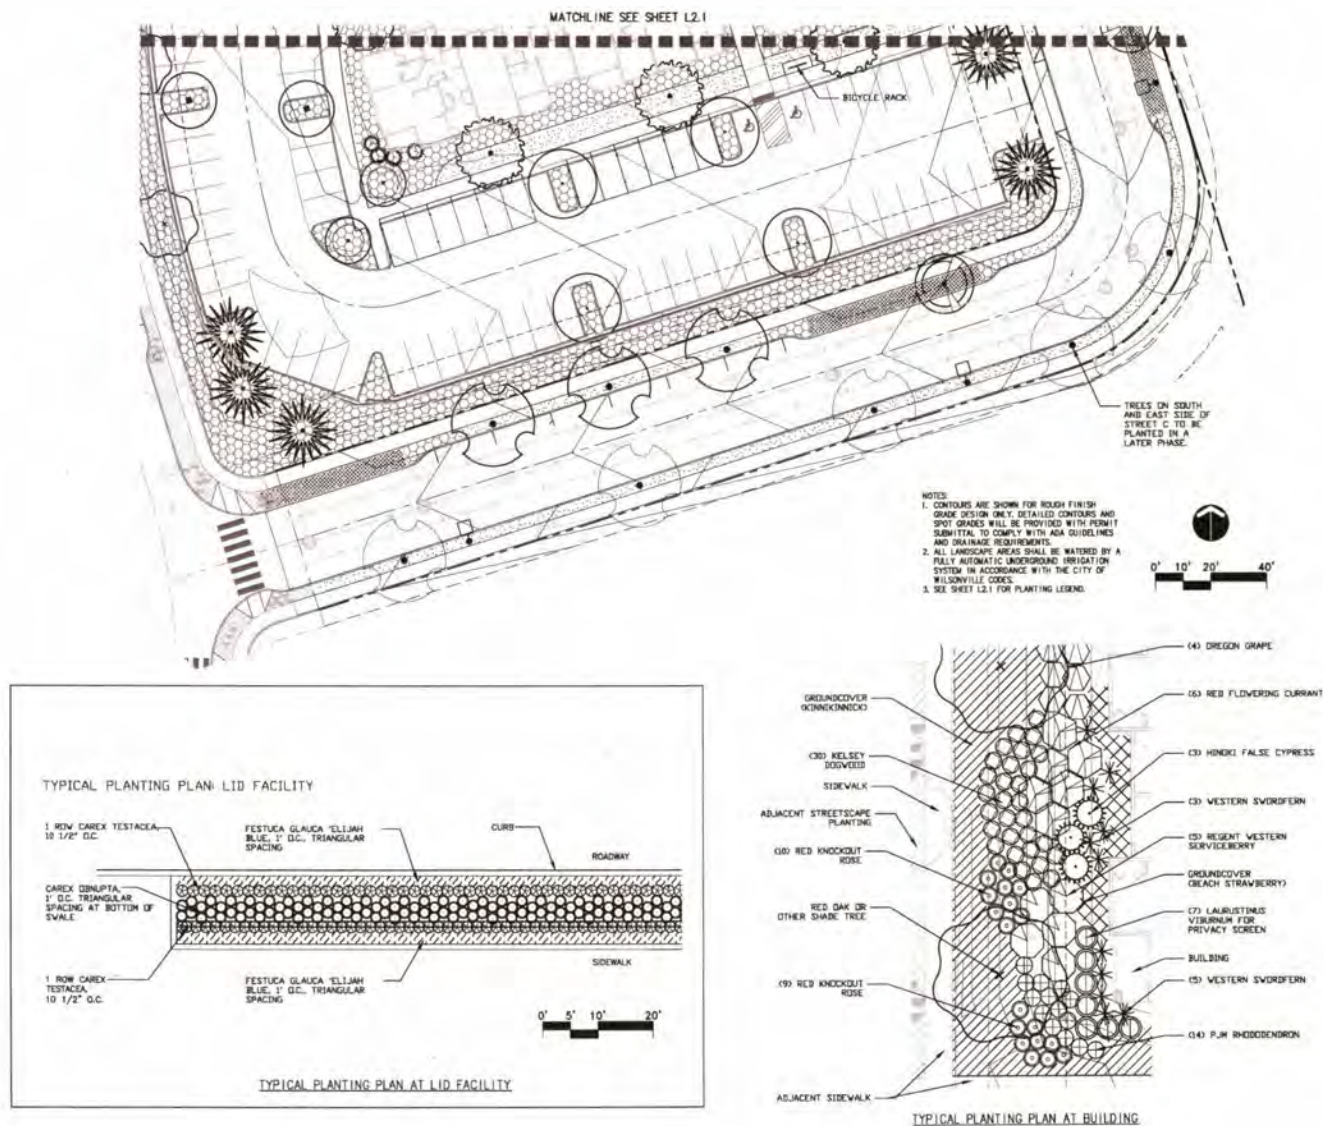 MATCHLINE SEE SHEET L2.1
BICYCLE RACK
TREES ON SOUTH
AND EAST SIDE OF
STREET C TO BE
PLANTED IN A
LATER PHASE.
NOTES:
1. CONTOURS ARE SHOWN FOR ROUGH FINISH
GRADE DESIGN ONLY. DETAILED CONTOURS AND
SPOT GRADES WILL BE PROVIDED WITH PERMIT
SUBMITTAL TO COMPLY WITH ADA GUIDELINES
AND DRAINAGE REQUIREMENTS.
2. ALL LANDSCAPE AREAS SHALL BE WATERED BY A
FULLY AUTOMATIC UNDERGROUND IRRIGATION
SYSTEM IN ACCORDANCE WITH THE CITY OF
WILSONVILLE CODES.
3. SEE SHEET L2.1 FOR PLANTING LEGEND.
0' 10' 20' 40'
TYPICAL PLANTING PLAN: LID FACILITY
1 ROW CAREX TESTACEA,
10 1/2" O.C.
FESTUCA GLAUCA 'ELIJAH
BLUE, 1' O.C., TRIANGULAR
SPACING
CURB
ROADWAY
CAREX OBNUPTA,
1' O.C. TRIANGULAR
SPACING AT BOTTOM OF
SWALE
SIDEWALK
1 ROW CAREX
TESTACEA,
10 1/2" O.C.
FESTUCA GLAUCA 'ELIJAH
BLUE, 1' O.C., TRIANGULAR
SPACING
0' 5' 10' 20'
TYPICAL PLANTING PLAN AT LID FACILITY
GROUNDCOVER
(KINNIKINNICK)
(30) KELSEY
DOGWOOD
SIDEWALK
ADJACENT STREETSCAPE
PLANTING
(10) RED KNOCKOUT
ROSE
RED OAK OR
OTHER SHADE TREE
(9) RED KNOCKOUT
ROSE
ADJACENT SIDEWALK
(4) OREGON GRAPE
(6) RED FLOWERING CURRANT
(3) HINOKI FALSE CYPRESS
(3) WESTERN SWORDFERN
(5) REGENT WESTERN
SERVICEBERRY
GROUNDCOVER
(BEACH STRAWBERRY)
(7) LAURUSTINUS
VIBURNUM FOR
PRIVACY SCREEN
BUILDING
(5) WESTERN SWORDFERN
(14) PJM RHODODENDRON
TYPICAL PLANTING PLAN AT BUILDING